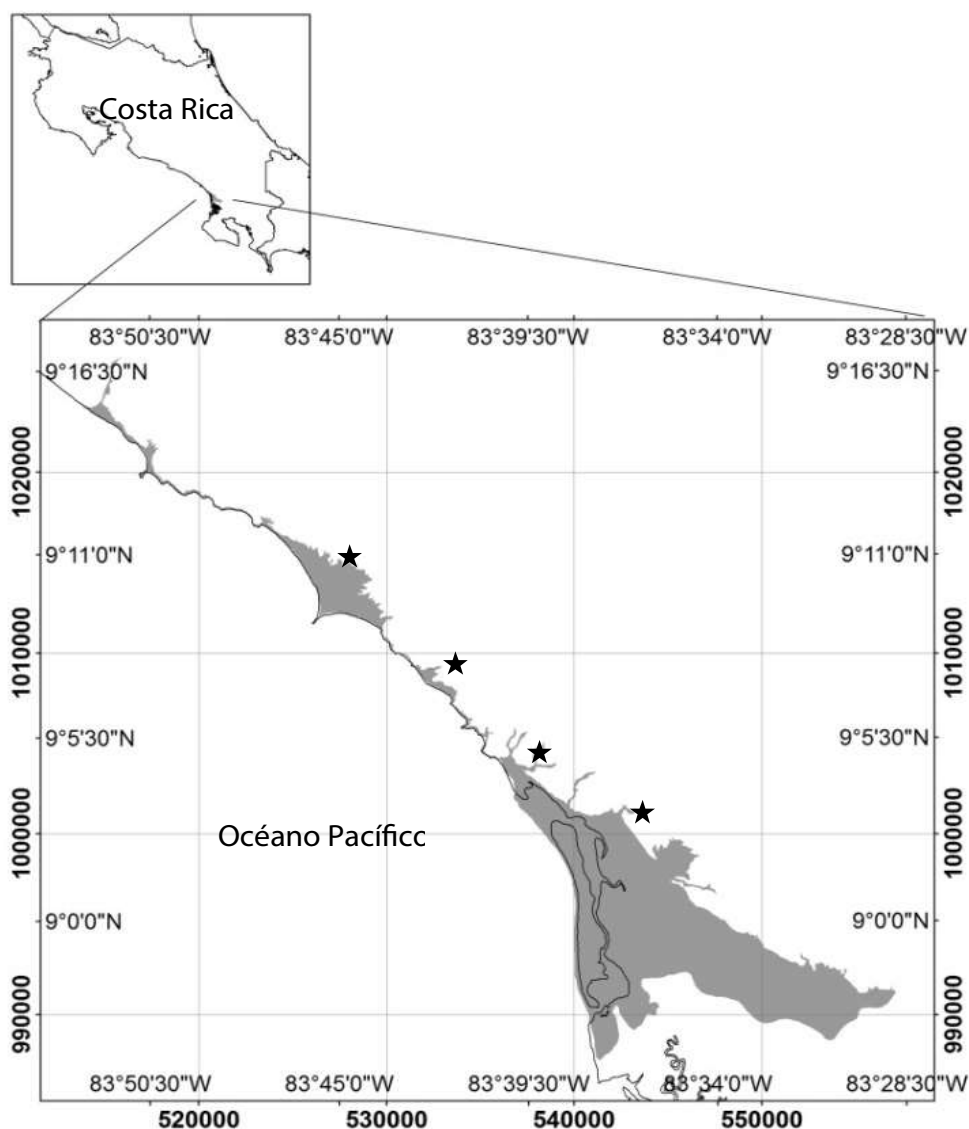 Costa Rica
83°50'30"W 83°45'0"W 83°39'30"W 83°34'0"W 83°28'30"W
9°16'30"N 9°16'30"N
1020000 1020000
9°11'0"N 9°11'0"N
1010000 1010000
9°5'30"N 9°5'30"N
Océano Pacíficc
1000000 1000000
9°0'0"N 9°0'0"N
990000 990000
83°50'30"W 83°45'0"W 83°39'30"W 83°34'0"W 83°28'30"W
520000 530000 540000 550000